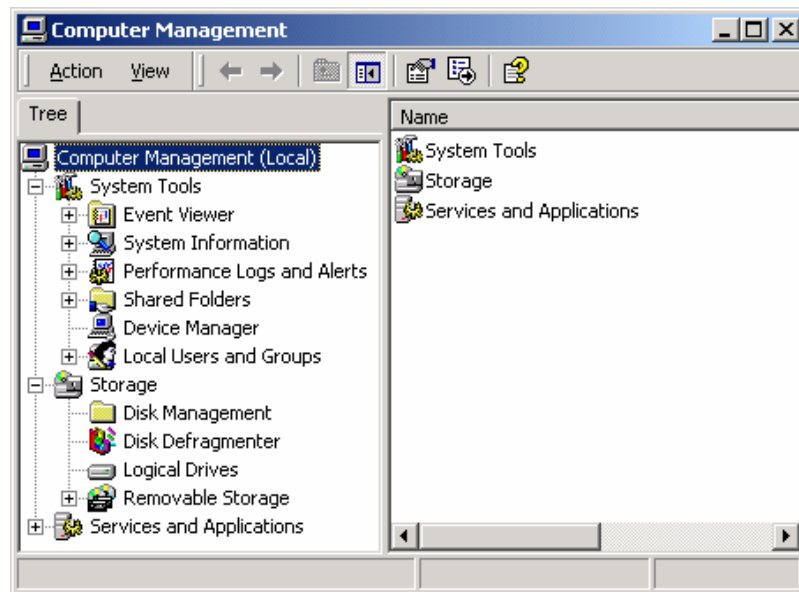 Computer Management
Action View
Tree
Name
Computer Management (Local)
System Tools
Event Viewer
System Information
Performance Logs and Alerts
Shared Folders
Device Manager
Local Users and Groups
Storage
Disk Management
Disk Defragmenter
Logical Drives
Removable Storage
Services and Applications
System Tools
Storage
Services and Applications